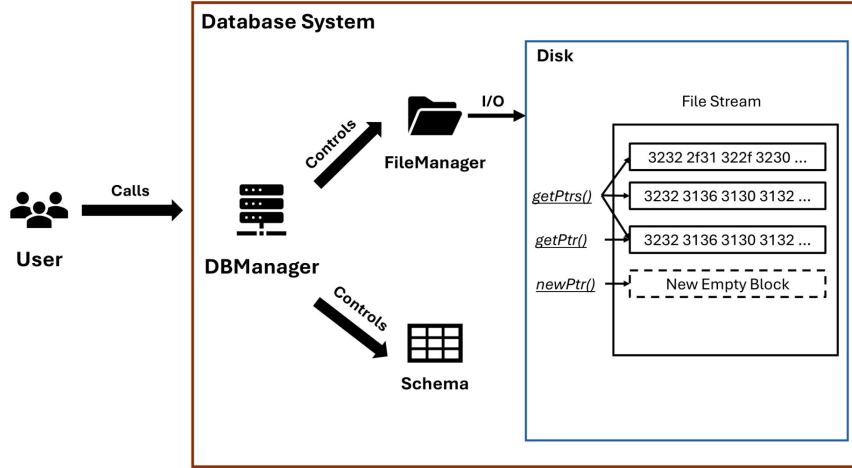 Database System
Disk
File Stream
I/O
Controls
FileManager
3232 2f31 322f 3230 ...
Calls
getPtrs()
3232 3136 3130 3132 ...
User
DBManager
getPtr()
3232 3136 3130 3132 ...
newPtr()
New Empty Block
Controls
Schema